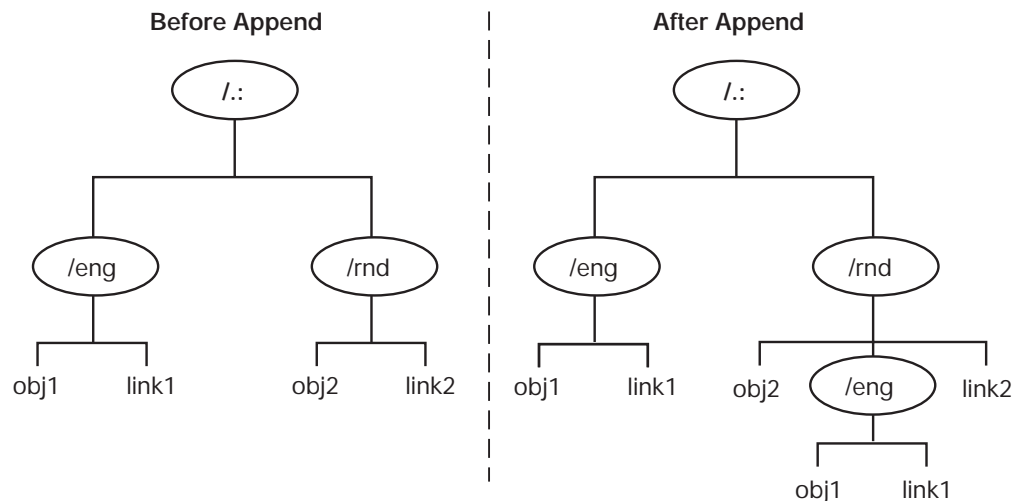 Before Append
/.:
/eng
/rnd
obj1 link1
obj2 link2
After Append
/.:
/eng
/rnd
obj1 link1
obj2
/eng
link2
obj1 link1